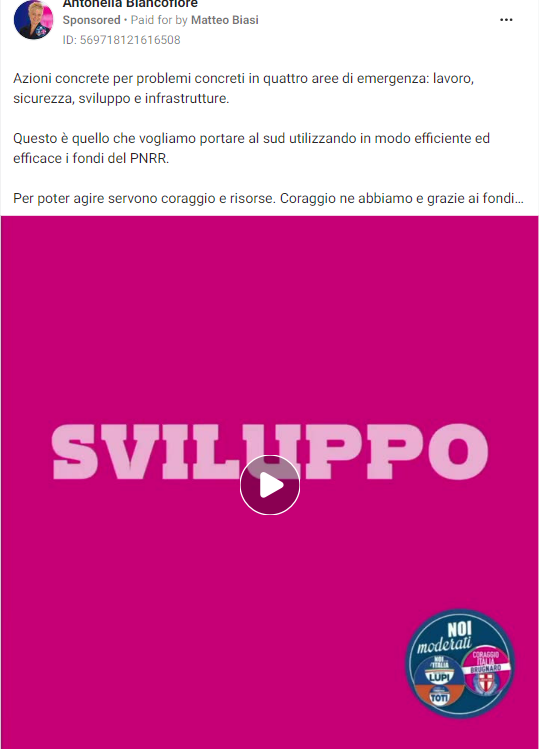 Antonella Biancofiore
Sponsored • Paid for by Matteo Biasi
ID: 569718121616508
Azioni concrete per problemi concreti in quattro aree di emergenza: lavoro,
sicurezza, sviluppo e infrastrutture.
Questo è quello che vogliamo portare al sud utilizzando in modo efficiente ed
efficace i fondi del PNRR.
Per poter agire servono coraggio e risorse. Coraggio ne abbiamo e grazie ai fondi...
SVILUPPO
NOI
moderati
NOI
L'ITALIA
LUPI
TOTI
CORAGGIO
ITALIA
BRUGNARO